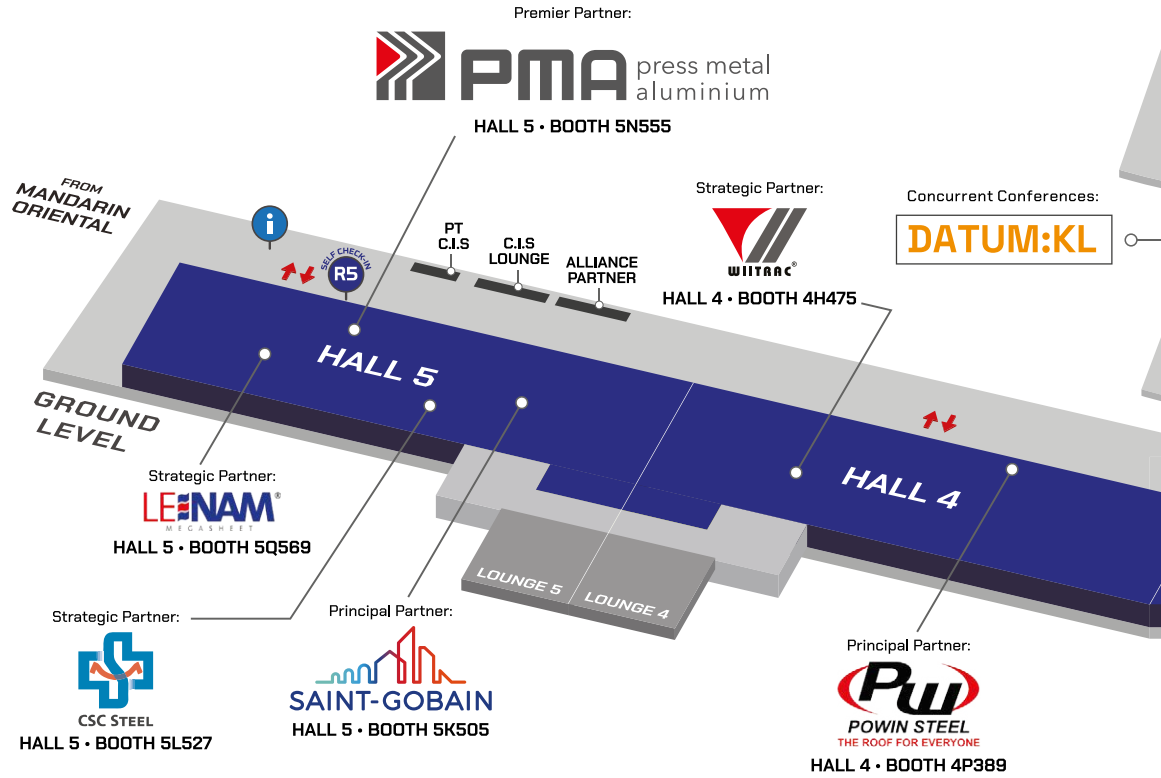 Premier Partner:
PMA press metal
aluminium
HALL 5 • BOOTH 5N555
FROM
MANDARIN
ORIENTAL
i
SELF CHECK-IN
R5
PT
C.I.S
C.I.S
LOUNGE
ALLIANCE
PARTNER
Strategic Partner:
WIITRAC®
HALL 4 • BOOTH 4H475
Concurrent Conferences:
DATUM:KL
HALL 5
HALL 4
GROUND
LEVEL
LOUNGE 5
LOUNGE 4
Strategic Partner:
LEENAM®
MEGASHEET
HALL 5 • BOOTH 5Q569
Strategic Partner:
CSC STEEL
HALL 5 • BOOTH 5L527
Principal Partner:
SAINT-GOBAIN
HALL 5 • BOOTH 5K505
Principal Partner:
PW
POWIN STEEL
THE ROOF FOR EVERYONE
HALL 4 • BOOTH 4P389